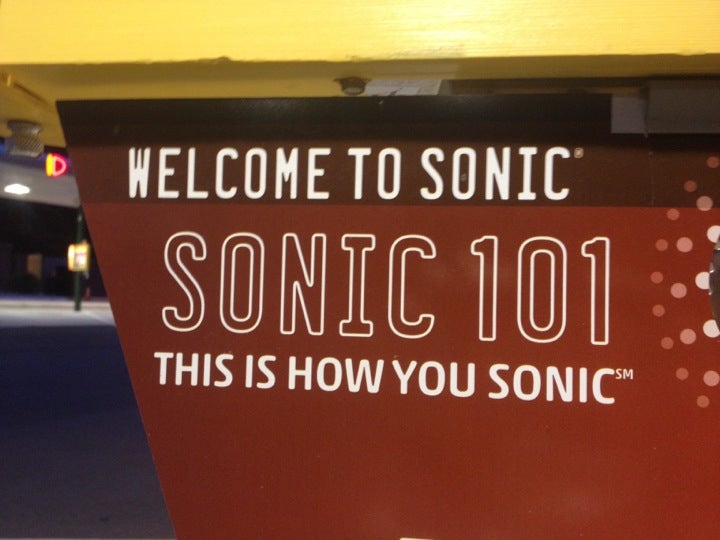 WELCOME TO SONIC®
SONIC 101
THIS IS HOW YOU SONIC℠